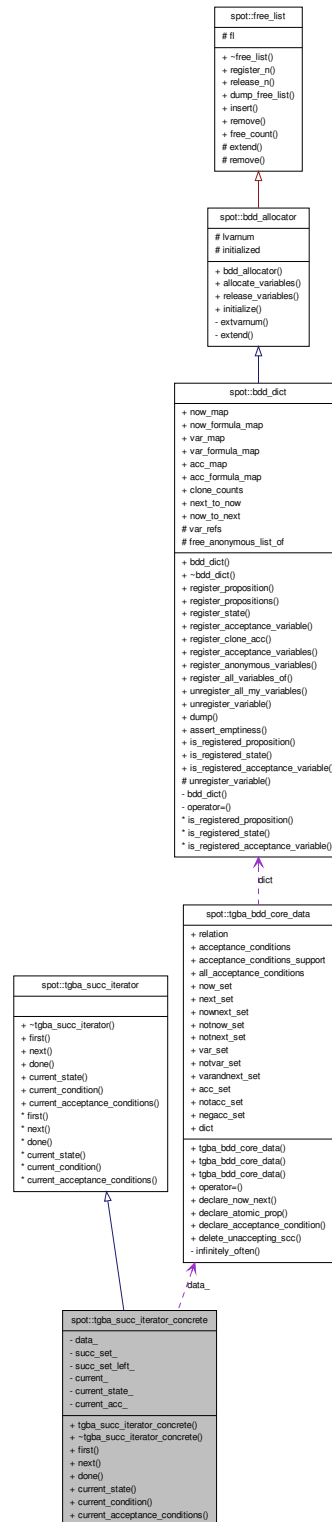 spot::free_list
# fl
+ ~free_list()
+ register_n()
+ release_n()
+ dump_free_list()
+ insert()
+ remove()
+ free_count()
# extend()
# remove()
spot::bdd_allocator
# lvarnum
# initialized
+ bdd_allocator()
+ allocate_variables()
+ release_variables()
+ initialize()
- extvarnum()
- extend()
spot::bdd_dict
+ now_map
+ now_formula_map
+ var_map
+ var_formula_map
+ acc_map
+ acc_formula_map
+ clone_counts
+ next_to_now
+ now_to_next
# var_refs
# free_anonymous_list_of
+ bdd_dict()
+ ~bdd_dict()
+ register_proposition()
+ register_propositions()
+ register_state()
+ register_acceptance_variable()
+ register_clone_acc()
+ register_acceptance_variables()
+ register_anonymous_variables()
+ register_all_variables_of()
+ unregister_all_my_variables()
+ unregister_variable()
+ dump()
+ assert_emptiness()
+ is_registered_proposition()
+ is_registered_state()
+ is_registered_acceptance_variable()
# unregister_variable()
- bdd_dict()
- operator=()
* is_registered_proposition()
* is_registered_state()
* is_registered_acceptance_variable()
dict
spot::tgba_bdd_core_data
+ relation
+ acceptance_conditions
+ acceptance_conditions_support
+ all_acceptance_conditions
+ now_set
+ next_set
+ nownext_set
+ notnow_set
+ notnext_set
+ var_set
+ notvar_set
+ varandnext_set
+ acc_set
+ notacc_set
+ negacc_set
+ dict
+ tgba_bdd_core_data()
+ tgba_bdd_core_data()
+ tgba_bdd_core_data()
+ operator=()
+ declare_now_next()
+ declare_atomic_prop()
+ declare_acceptance_condition()
+ delete_unaccepting_scc()
- infinitely_often()
spot::tgba_succ_iterator
+ ~tgba_succ_iterator()
+ first()
+ next()
+ done()
+ current_state()
+ current_condition()
+ current_acceptance_conditions()
* first()
* next()
* done()
* current_state()
* current_condition()
* current_acceptance_conditions()
data_
spot::tgba_succ_iterator_concrete
- data_
- succ_set_
- succ_set_left_
- current_
- current_state_
- current_acc_
+ tgba_succ_iterator_concrete()
+ ~tgba_succ_iterator_concrete()
+ first()
+ next()
+ done()
+ current_state()
+ current_condition()
+ current_acceptance_conditions()